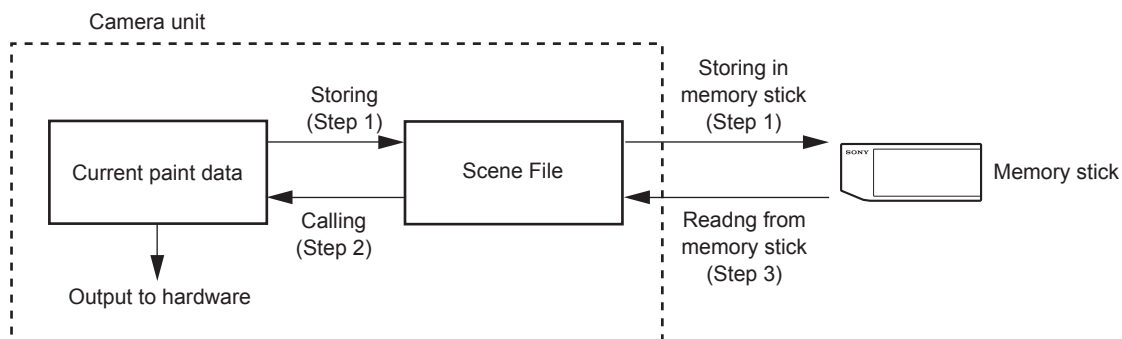 Camera unit
Storing
(Step 1)
Storing in
memory stick
(Step 1)
Current paint data
Scene File
SONY
Memory stick
Calling
(Step 2)
Readng from
memory stick
(Step 3)
Output to hardware